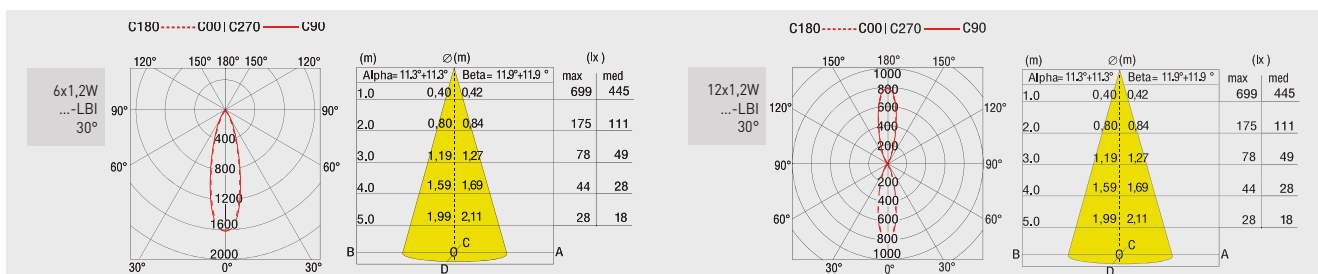 C180 ------- C00 | C270 —— C90
6x1,2W
...-LBI
30°
120° 150° 180° 150° 120°
90° 90°
400
60° 800 60°
1200
1600
2000
30° 0° 30°
(m) ∅(m) (lx )
Alpha= 11.3°+11.3° Beta = 11.9°+11.9 ° max med
1.0 0,40 0,42 699 445
2.0 0,80 0,84 175 111
3.0 1,19 1,27 78 49
4.0 1,59 1,69 44 28
5.0 1,99 2,11 28 18
C
B O A
D
C180 ------- C00 | C270 —— C90
12x1,2W
...-LBI
30°
150° 180° 150°
1000
800
120° 600 120°
400
200
90° 90°
200
400
60° 600 60°
800
1000
30° 0° 30°
(m) ∅(m) (lx )
Alpha= 11.3°+11.3° Beta = 11.9°+11.9 ° max med
1.0 0,40 0,42 699 445
2.0 0,80 0,84 175 111
3.0 1,19 1,27 78 49
4.0 1,59 1,69 44 28
5.0 1,99 2,11 28 18
C
B O A
D